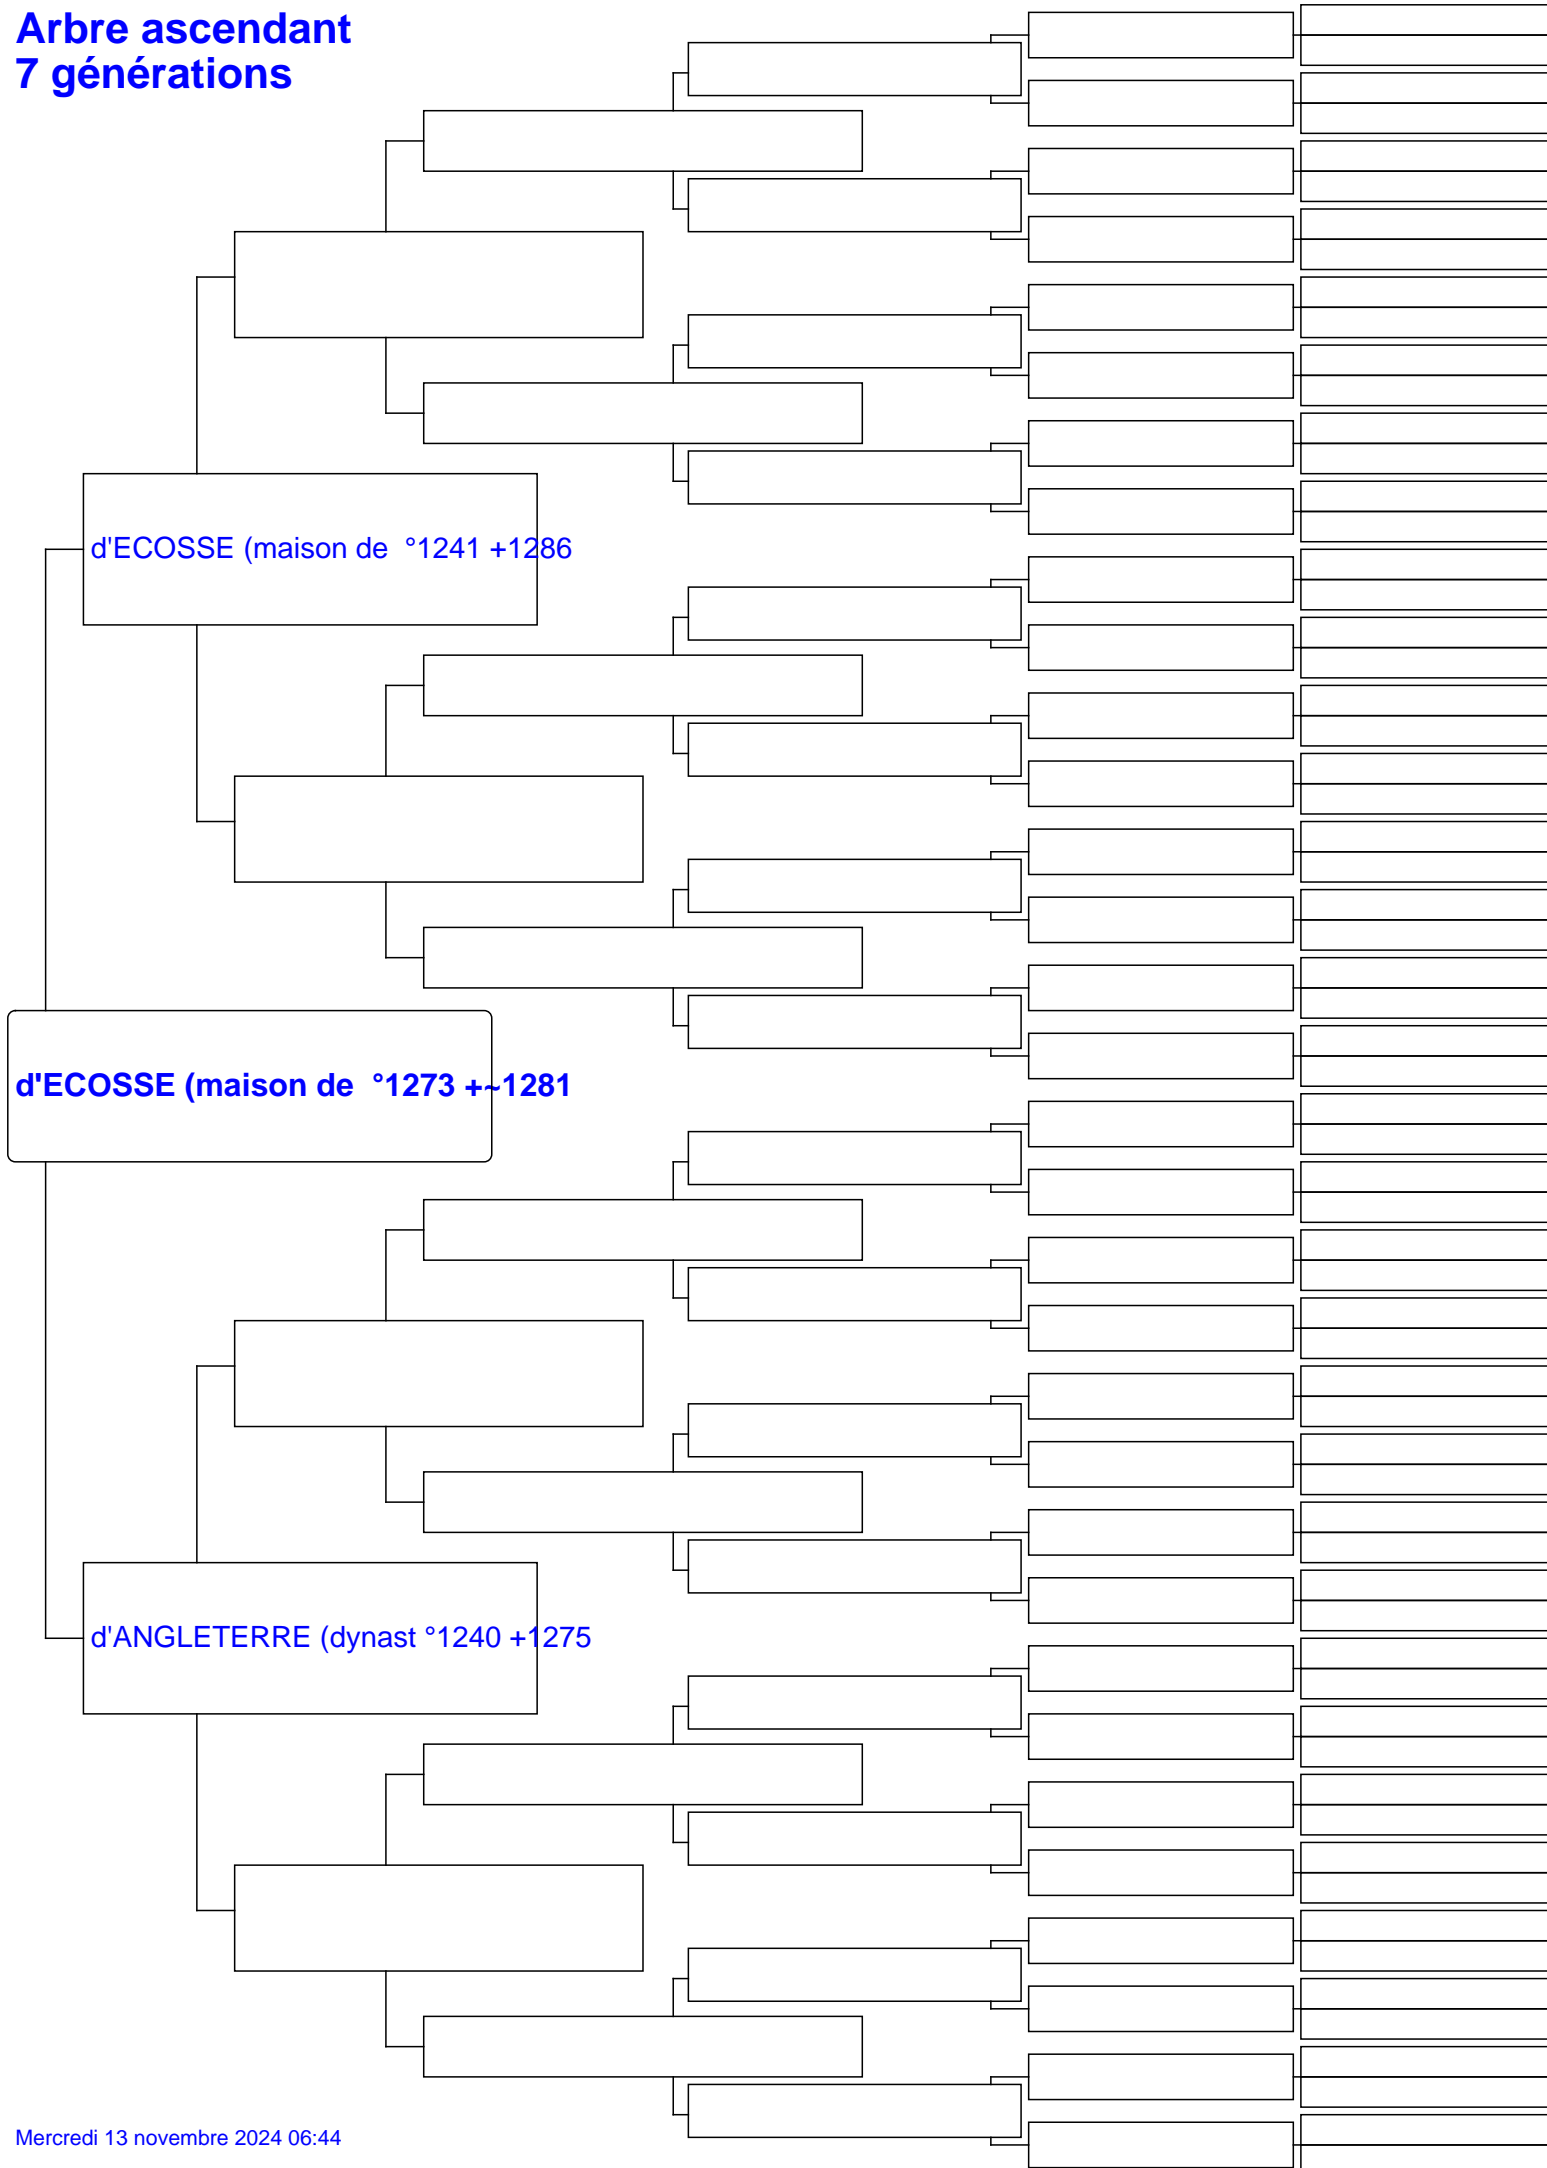 Arbre ascendant
7 générations
d'ECOSSE (maison de  °1241 +1286
d'ECOSSE (maison de  °1273 +~1281
d'ANGLETERRE (dynast °1240 +1275
Mercredi 13 novembre 2024 06:44